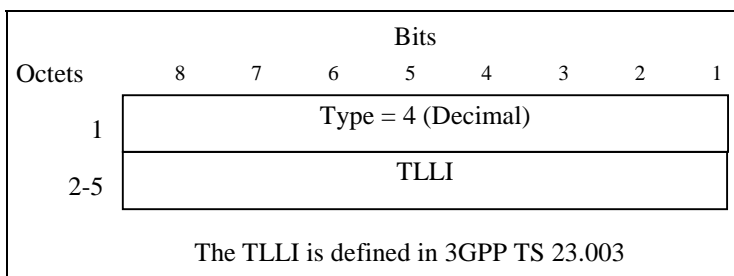 Bits
Octets 8 7 6 5 4 3 2 1
1 Type = 4 (Decimal)
2-5 TLLI
The TLLI is defined in 3GPP TS 23.003